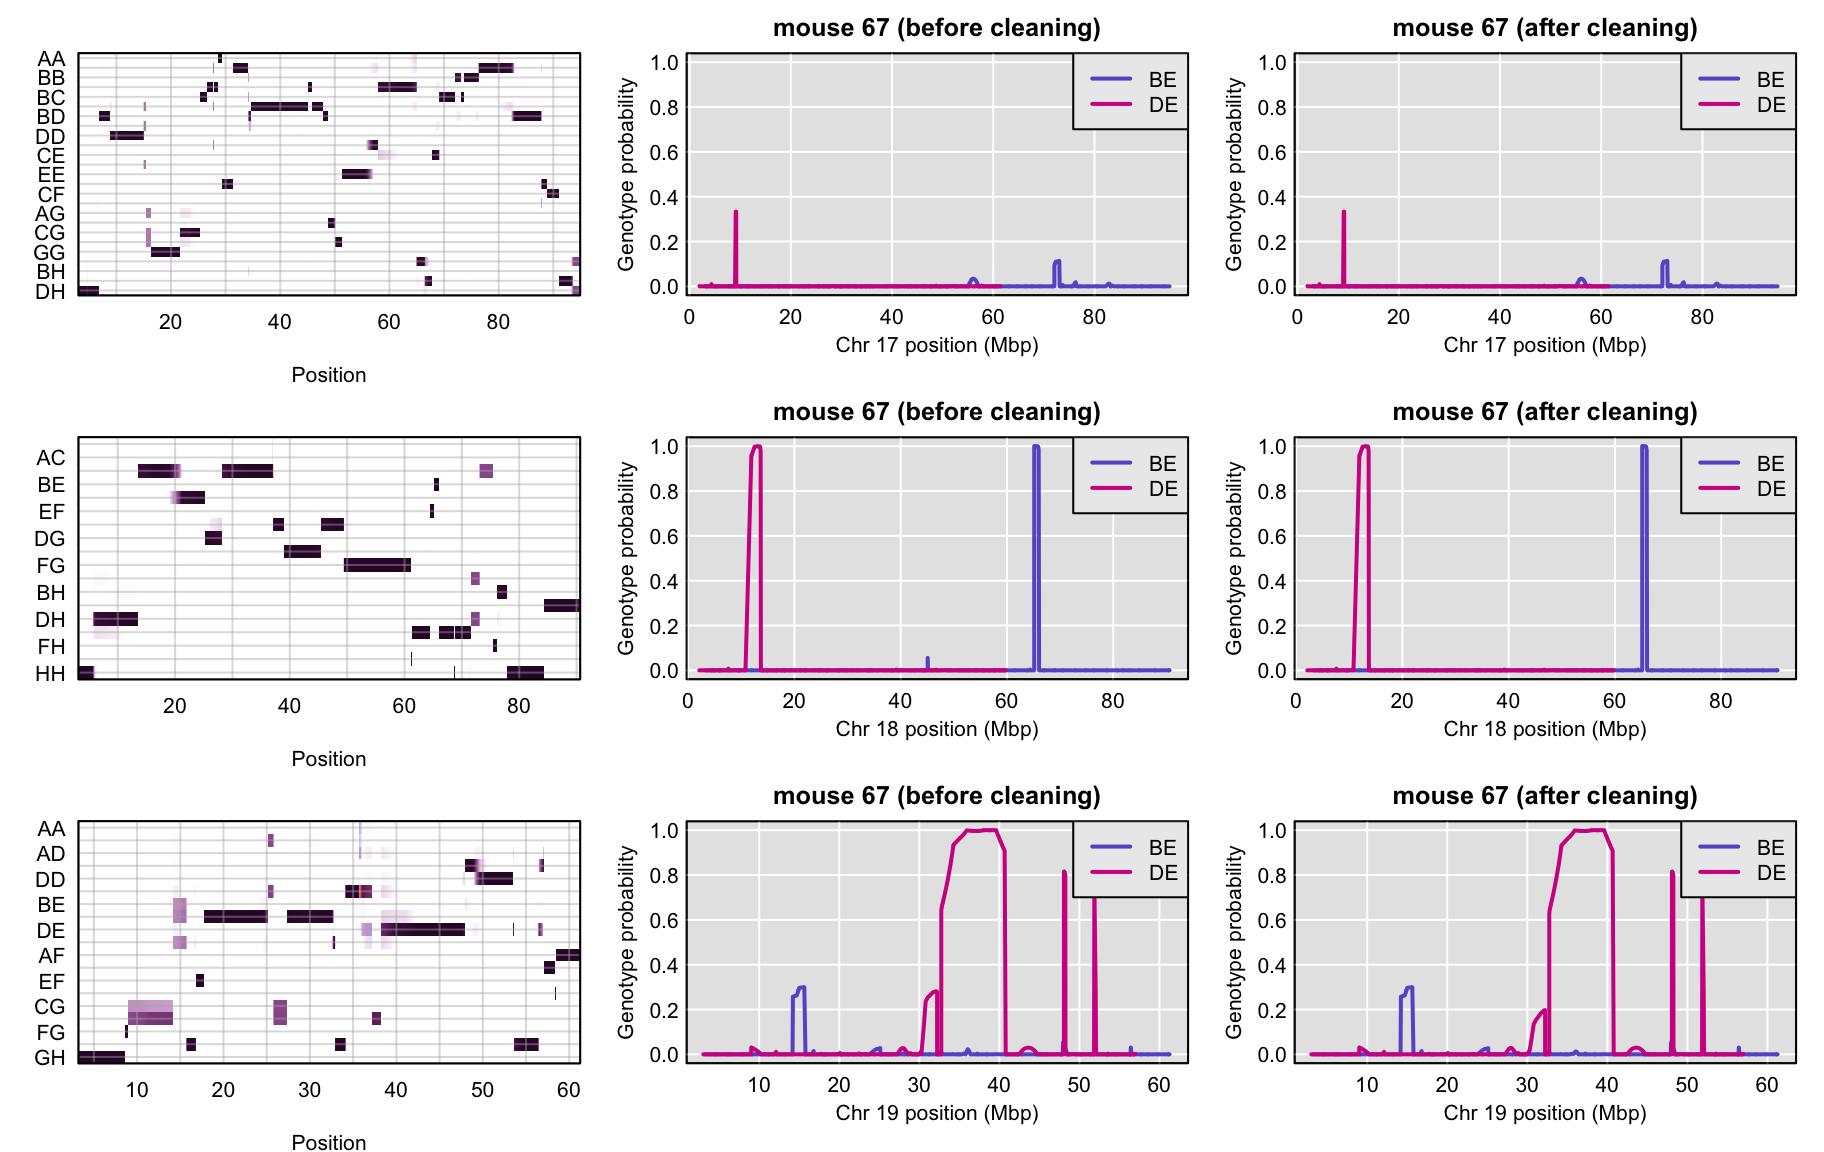 AA
BB
BC
BD
DD
CE
EE
CF
AG
CG
GG
BH
DH
20 40 60 80
Position
mouse 67 (before cleaning)
Genotype probability
1.0
0.8
0.6
0.4
0.2
0.0
BE
DE
0 20 40 60 80
Chr 17 position (Mbp)
mouse 67 (after cleaning)
Genotype probability
1.0
0.8
0.6
0.4
0.2
0.0
BE
DE
0 20 40 60 80
Chr 17 position (Mbp)
AC
BE
EF
DG
FG
BH
DH
FH
HH
20 40 60 80
Position
mouse 67 (before cleaning)
Genotype probability
1.0
0.8
0.6
0.4
0.2
0.0
BE
DE
0 20 40 60 80
Chr 18 position (Mbp)
mouse 67 (after cleaning)
Genotype probability
1.0
0.8
0.6
0.4
0.2
0.0
BE
DE
0 20 40 60 80
Chr 18 position (Mbp)
AA
AD
DD
BE
DE
AF
EF
CG
FG
GH
10 20 30 40 50 60
Position
mouse 67 (before cleaning)
Genotype probability
1.0
0.8
0.6
0.4
0.2
0.0
BE
DE
10 20 30 40 50 60
Chr 19 position (Mbp)
mouse 67 (after cleaning)
Genotype probability
1.0
0.8
0.6
0.4
0.2
0.0
BE
DE
10 20 30 40 50 60
Chr 19 position (Mbp)